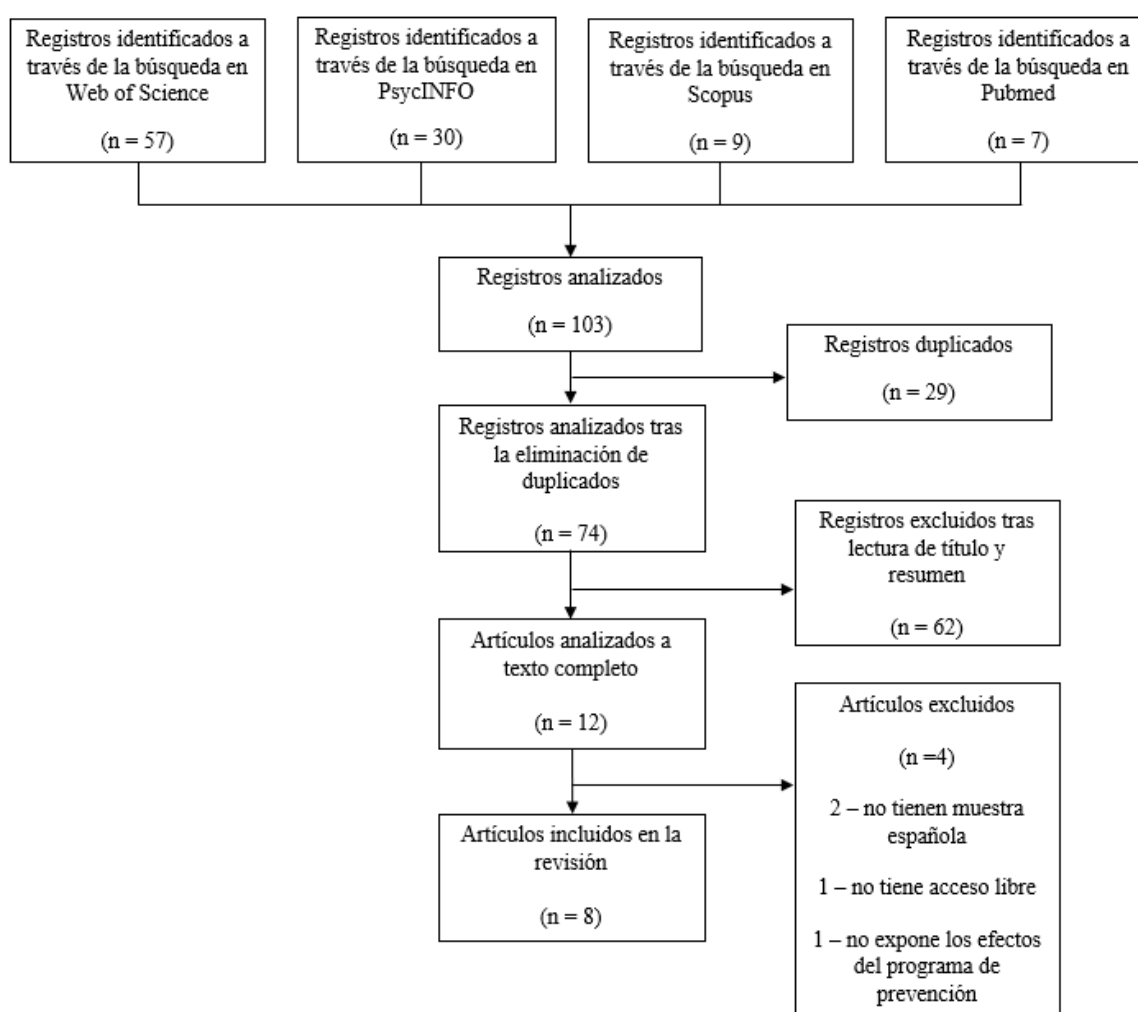 Registros identificados a
través de la búsqueda en
Web of Science
(n = 57)
Registros identificados a
través de la búsqueda en
PsycINFO
(n = 30)
Registros identificados a
través de la búsqueda en
Scopus
(n = 9)
Registros identificados a
través de la búsqueda en
Pubmed
(n = 7)
Registros analizados
(n = 103)
Registros duplicados
(n = 29)
Registros analizados tras
la eliminación de
duplicados
(n = 74)
Registros excluidos tras
lectura de título y
resumen
(n = 62)
Artículos analizados a
texto completo
(n = 12)
Artículos excluidos
(n =4)
2 – no tienen muestra
española
1 – no tiene acceso libre
1 – no expone los efectos
del programa de
prevención
Artículos incluidos en la
revisión
(n = 8)